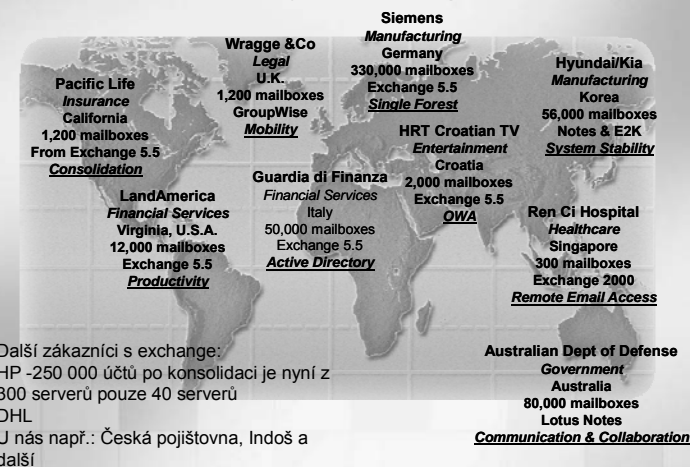 Siemens
Manufacturing
Germany
330,000 mailboxes
Exchange 5.5
Single Forest
Wragge &Co
Legal
U.K.
1,200 mailboxes
GroupWise
Mobility
Hyundai/Kia
Manufacturing
Korea
56,000 mailboxes
Notes & E2K
System Stability
Pacific Life
Insurance
California
1,200 mailboxes
From Exchange 5.5
Consolidation
HRT Croatian TV
Entertainment
Croatia
2,000 mailboxes
Exchange 5.5
OWA
Guardia di Finanza
Financial Services
Italy
50,000 mailboxes
Exchange 5.5
Active Directory
LandAmerica
Financial Services
Virginia, U.S.A.
12,000 mailboxes
Exchange 5.5
Productivity
Ren Ci Hospital
Healthcare
Singapore
300 mailboxes
Exchange 2000
Remote Email Access
Australian Dept of Defense
Government
Australia
80,000 mailboxes
Lotus Notes
Communication & Collaboration
Další zákazníci s exchange:
HP -250 000 účtů po konsolidaci je nyní z
300 serverů pouze 40 serverů
DHL
U nás např.: Česká pojištovna, Indoš a
další